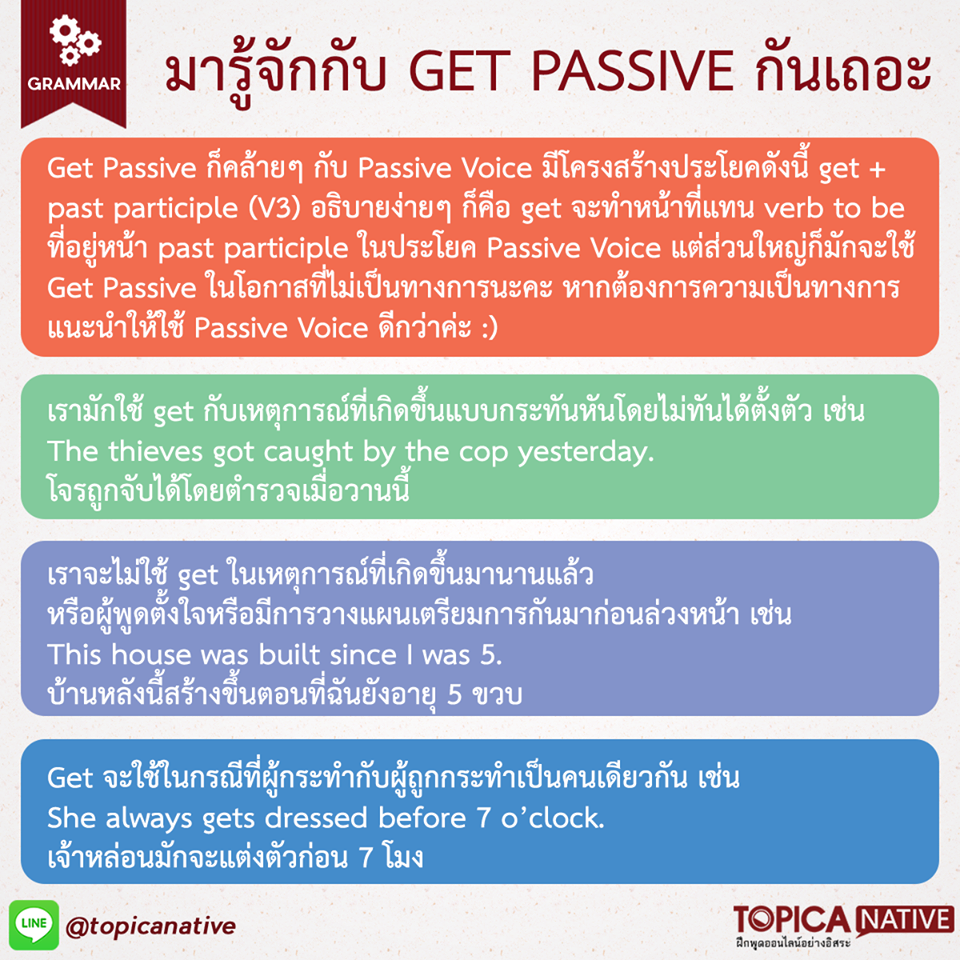 GRAMMAR
มารู้จักกับ GET PASSIVE กันเถอะ
Get Passive ก็คล้ายๆ กับ Passive Voice มีโครงสร้างประโยคดังนี้ get +
past participle (V3) อธิบายง่ายๆ ก็คือ get จะทำหน้าที่แทน verb to be
ที่อยู่หน้า past participle ในประโยค Passive Voice แต่ส่วนใหญ่ก็มักจะใช้
Get Passive ในโอกาสที่ไม่เป็นทางการนะคะ หากต้องการความเป็นทางการ
แนะนำให้ใช้ Passive Voice ดีกว่าค่ะ :)
เรามักใช้ get กับเหตุการณ์ที่เกิดขึ้นแบบกระทันหันโดยไม่ทันได้ตั้งตัว เช่น
The thieves got caught by the cop yesterday.
โจรถูกจับได้โดยตำรวจเมื่อวานนี้
เราจะไม่ใช้ get ในเหตุการณ์ที่เกิดขึ้นมานานแล้ว
หรือผู้พูดตั้งใจหรือมีการวางแผนเตรียมการกันมาก่อนล่วงหน้า เช่น
This house was built since I was 5.
บ้านหลังนี้สร้างขึ้นตอนที่ฉันยังอายุ 5 ขวบ
Get จะใช้ในกรณีที่ผู้กระทำกับผู้ถูกกระทำเป็นคนเดียวกัน เช่น
She always gets dressed before 7 o'clock.
เจ้าหล่อนมักจะแต่งตัวก่อน 7 โมง
LINE @topicanative
TOPICA NATIVE
ฝึกพูดออนไลน์อย่างอิสระ